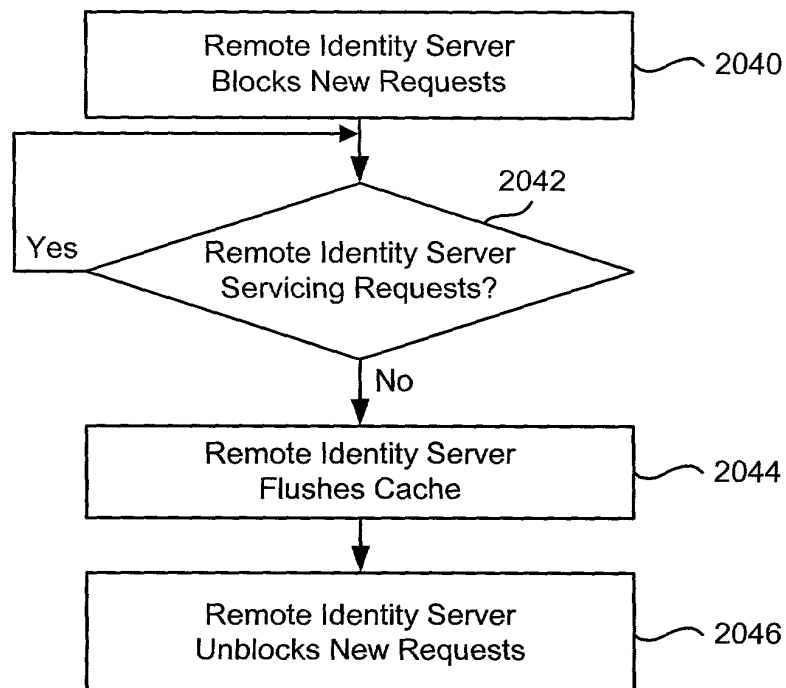 Remote Identity Server
Blocks New Requests
2040
2042
Yes
Remote Identity Server
Servicing Requests?
No
Remote Identity Server
Flushes Cache
2044
Remote Identity Server
Unblocks New Requests
2046